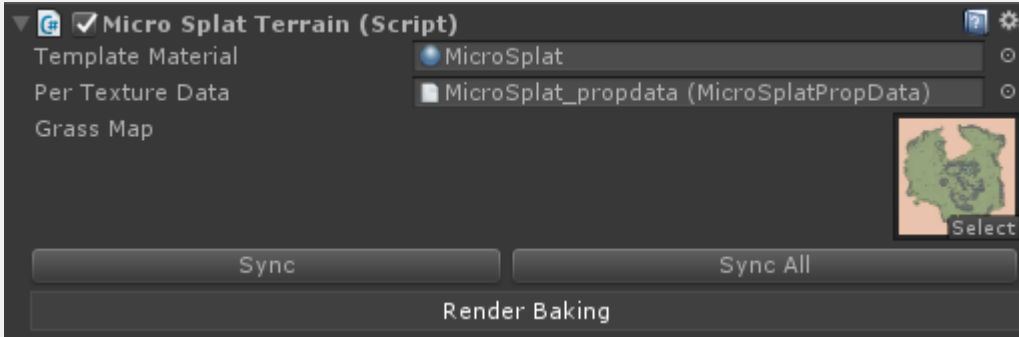 Micro Splat Terrain (Script)
Template Material MicroSplat
Per Texture Data MicroSplat_propdata (MicroSplatPropData)
Grass Map
Select
Sync Sync All
Render Baking